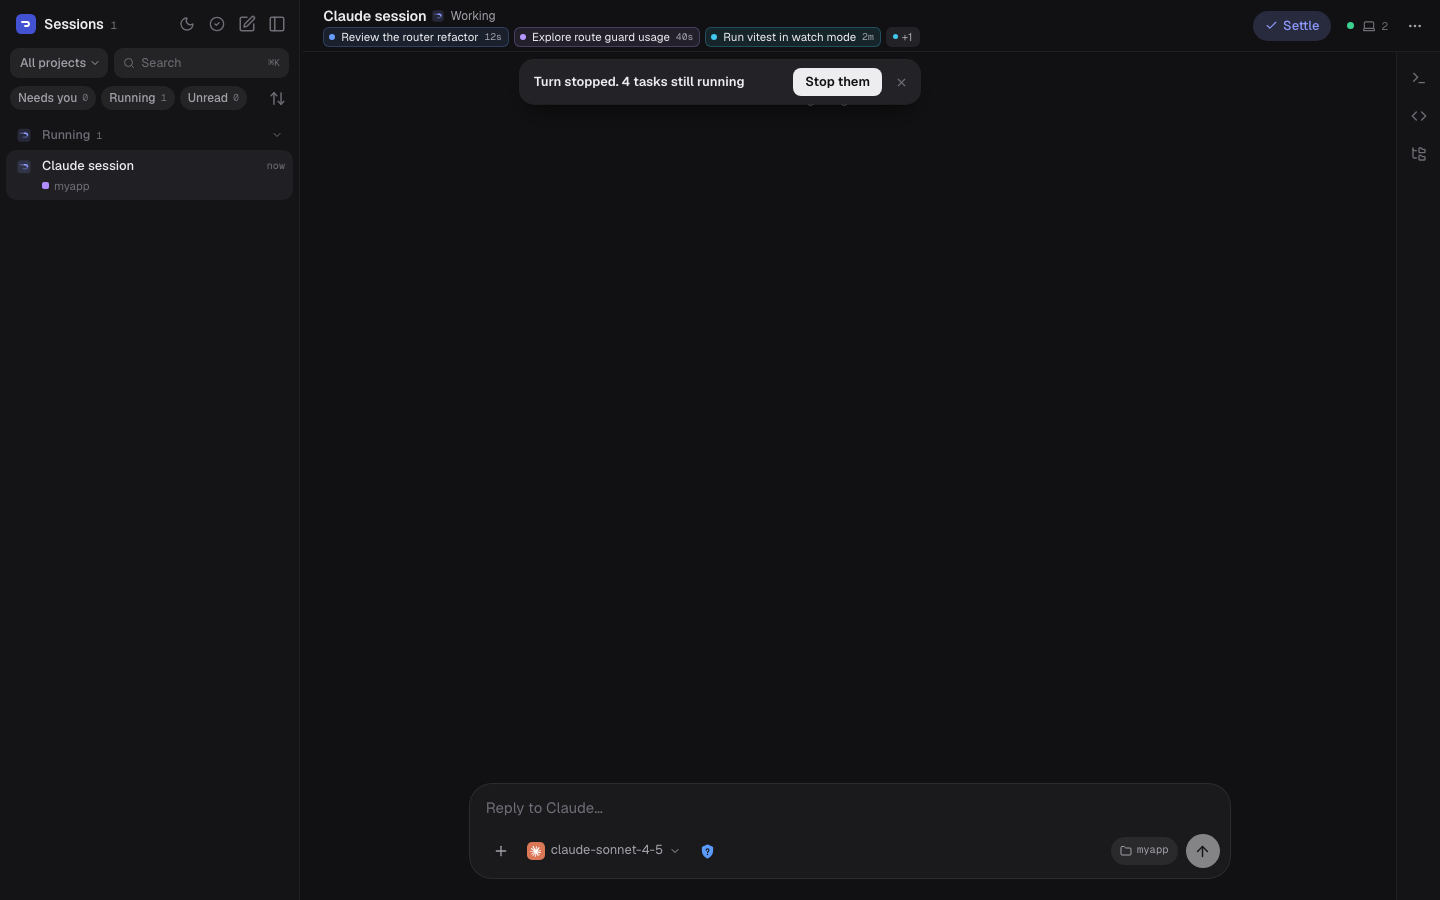 Sessions 1
All projects
Search ⌘K
Needs you 0
Running 1
Unread 0
Running 1
Claude session now
myapp
Claude session Working
Review the router refactor 12s
Explore route guard usage 40s
Run vitest in watch mode 2m
+1
Settle
2
Turn stopped. 4 tasks still running
Stop them
Reply to Claude...
claude-sonnet-4-5
myapp